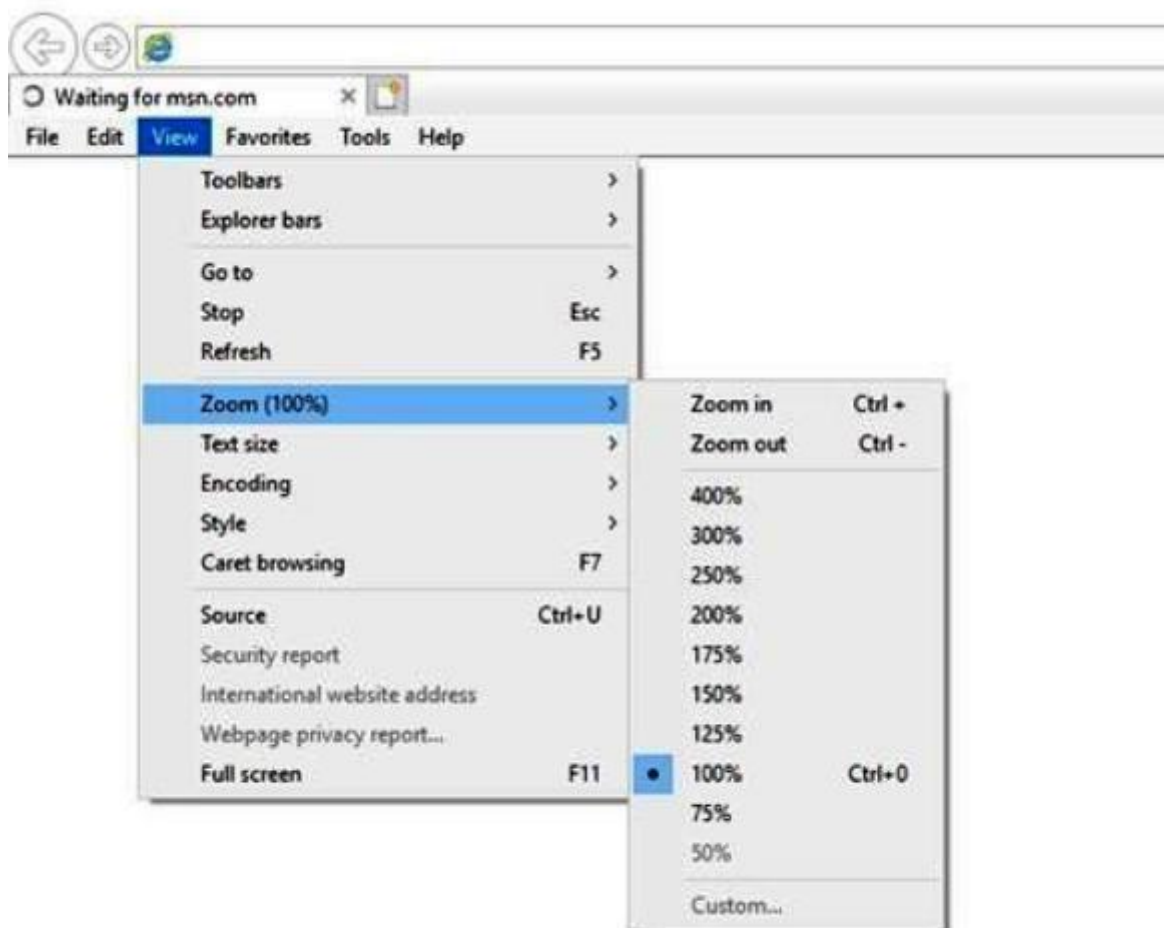 Waiting for msn.com
File Edit View Favorites Tools Help
Toolbars
Explorer bars
Go to
Stop Esc
Refresh F5
Zoom (100%)
Text size
Encoding
Style
Caret browsing F7
Source Ctrl+U
Security report
International website address
Webpage privacy report...
Full screen F11
Zoom in Ctrl +
Zoom out Ctrl -
400%
300%
250%
200%
175%
150%
125%
100% Ctrl+0
75%
50%
Custom...